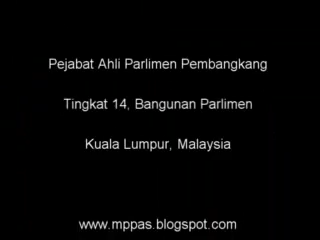 Pejabat Ahli Parlimen Pembangkang
Tingkat 14, Bangunan Parlimen
Kuala Lumpur, Malaysia
www.mppas.blogspot.com